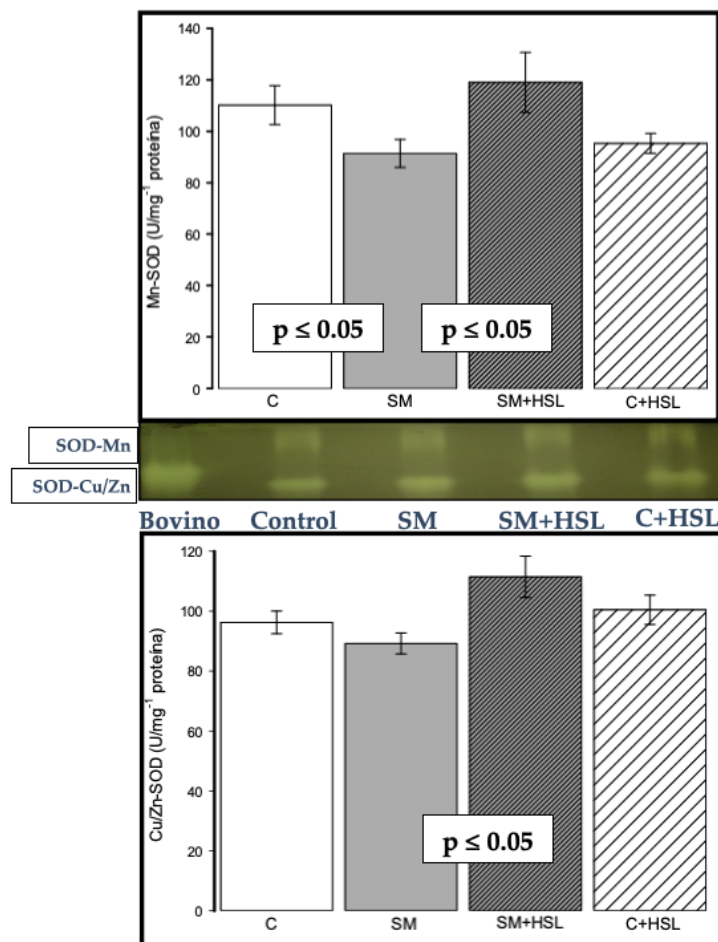 Mn-SOD (U/mg⁻¹ proteína)
140
120
100
80
60
40
20
0
p ≤ 0.05
p ≤ 0.05
C
SM
SM+HSL
C+HSL
SOD-Mn
SOD-Cu/Zn
Bovino
Control
SM
SM+HSL
C+HSL
Cu/Zn-SOD (U/mg⁻¹ proteína)
120
100
80
60
40
20
0
p ≤ 0.05
C
SM
SM+HSL
C+HSL